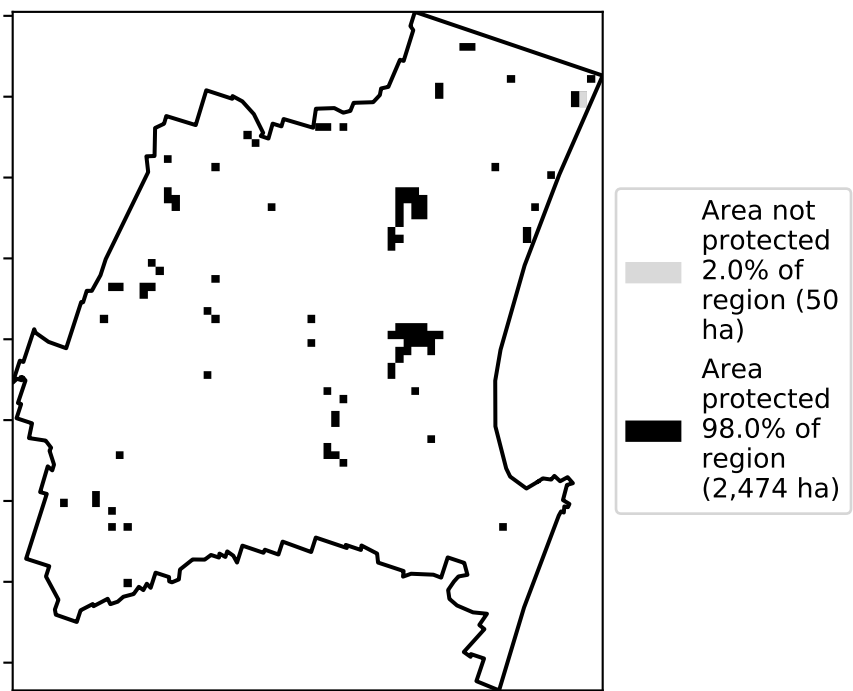 Area not
protected
2.0% of
region (50
ha)
Area
protected
98.0% of
region
(2,474 ha)